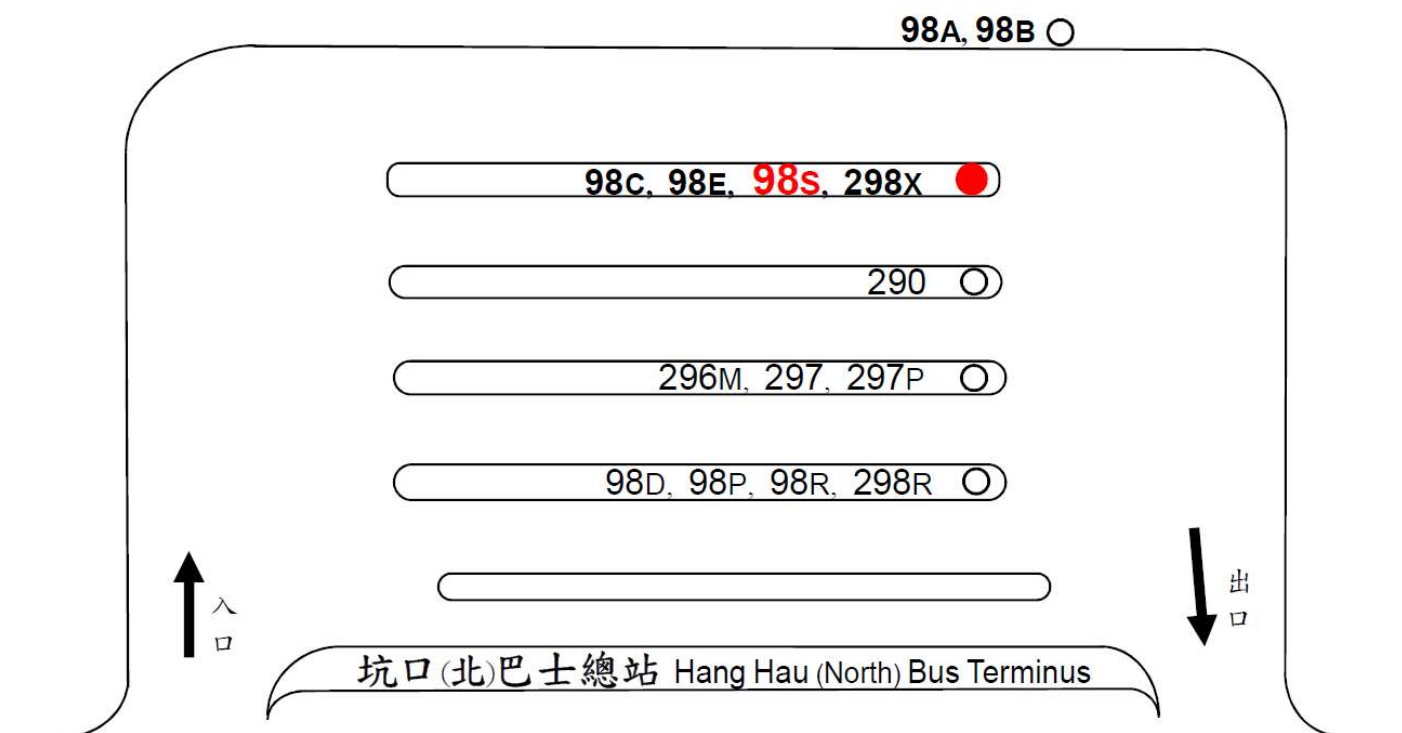 98A, 98B
98C, 98E, 98S, 298X
290
296M, 297, 297P
98D, 98P, 98R, 298R
入口
出口
坑口(北)巴士總站 Hang Hau (North) Bus Terminus